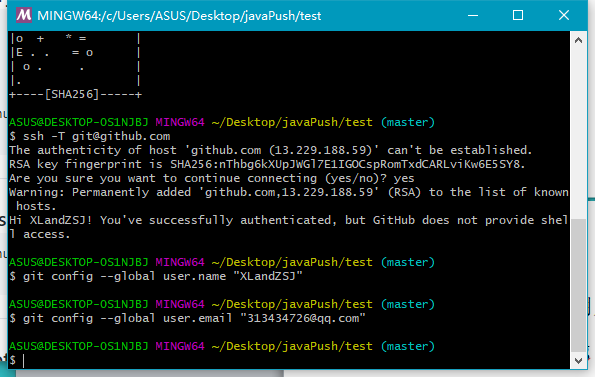 MINGW64:/c/Users/ASUS/Desktop/javaPush/test
|o  +   * =       |
|E . .   = o      |
| o .     .       |
|.                |
+----[SHA256]-----+
ASUS@DESKTOP-OS1NJBJ MINGW64 ~/Desktop/javaPush/test (master)
$ ssh -T git@github.com
The authenticity of host 'github.com (13.229.188.59)' can't be established.
RSA key fingerprint is SHA256:nThbg6kXUpJWGl7E1IGOCspRomTxdCARLviKw6E5SY8.
Are you sure you want to continue connecting (yes/no)? yes
Warning: Permanently added 'github.com,13.229.188.59' (RSA) to the list of known
 hosts.
Hi XLandZSJ! You've successfully authenticated, but GitHub does not provide shel
l access.
ASUS@DESKTOP-OS1NJBJ MINGW64 ~/Desktop/javaPush/test (master)
$ git config --global user.name "XLandZSJ"
ASUS@DESKTOP-OS1NJBJ MINGW64 ~/Desktop/javaPush/test (master)
$ git config --global user.email "313434726@qq.com"
ASUS@DESKTOP-OS1NJBJ MINGW64 ~/Desktop/javaPush/test (master)
$